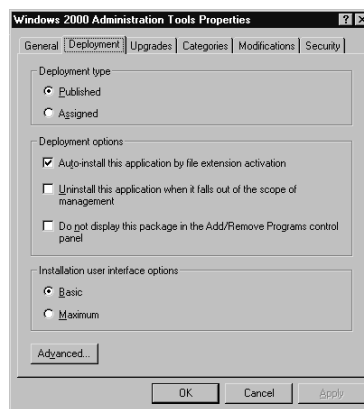 Windows 2000 Administration Tools Properties
General Deployment Upgrades Categories Modifications Security
Deployment type
Published
Assigned
Deployment options
Auto-install this application by file extension activation
Uninstall this application when it falls out of the scope of
management
Do not display this package in the Add/Remove Programs control
panel
Installation user interface options
Basic
Maximum
Advanced...
OK Cancel Apply